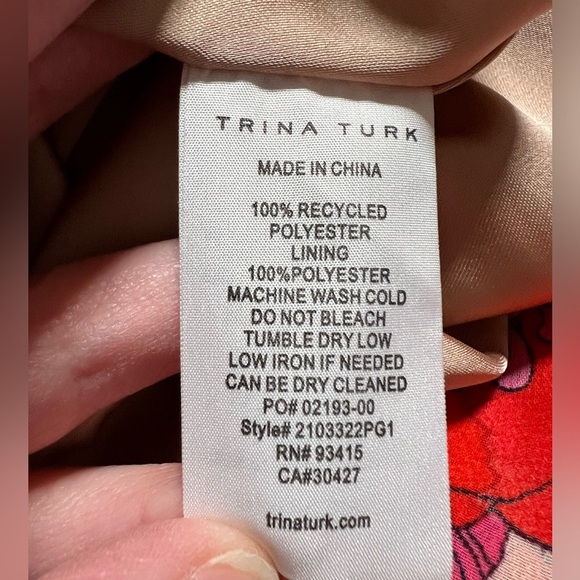 TRINA TURK
MADE IN CHINA
100% RECYCLED
POLYESTER
LINING
100%POLYESTER
MACHINE WASH COLD
DO NOT BLEACH
TUMBLE DRY LOW
LOW IRON IF NEEDED
CAN BE DRY CLEANED
PO# 02193-00
Style# 2103322PG1
RN# 93415
CA#30427
trinaturk.com